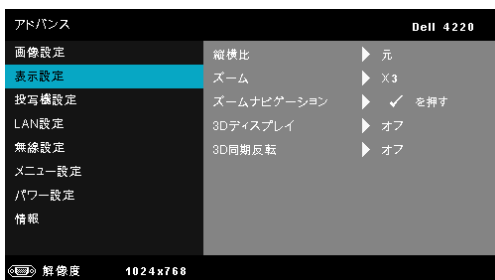 アドバンス Dell 4220
画像設定
表示設定
投写機設定
LAN設定
無線設定
メニュー設定
パワー設定
情報
縦横比 元
ズーム X3
ズームナビゲーション ✓ を押す
3Dディスプレイ オフ
3D同期反転 オフ
解像度 1024x768